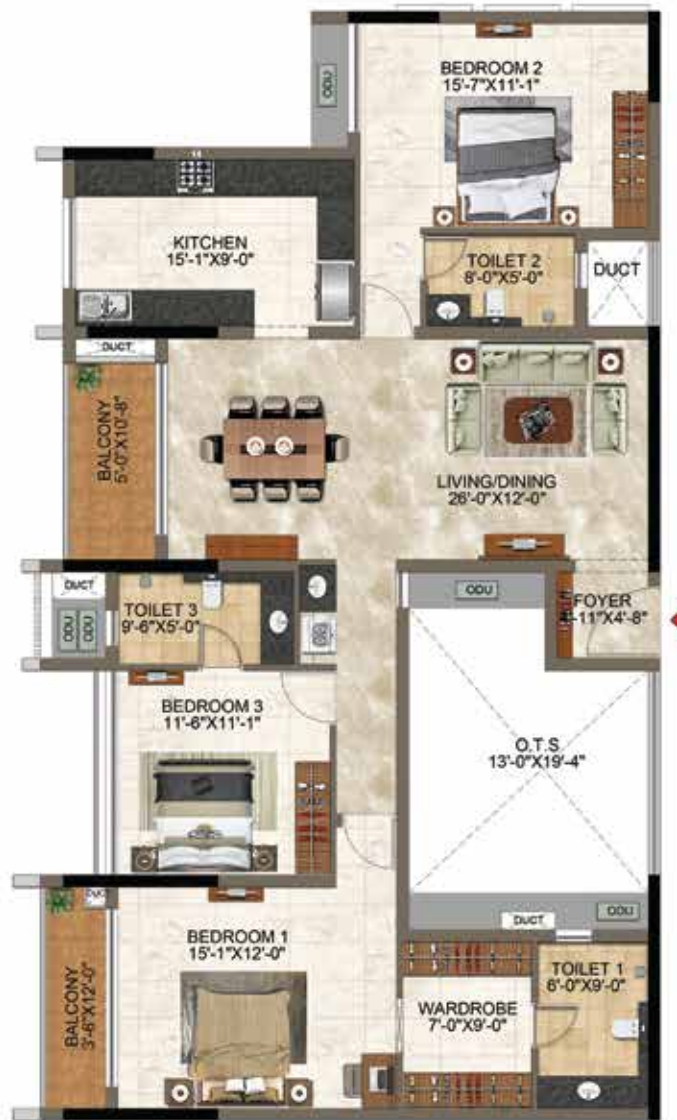 BEDROOM 2
15'-7"X11'-1"
ODU
KITCHEN
15'-1"X9'-0"
TOILET 2
8'-0"X5'-0"
DUCT
DUCT
BALCONY
5'-0"X10'-8"
LIVING/DINING
26'-0"X12'-0"
DUCT
ODU
ODU
TOILET 3
9'-6"X5'-0"
ODU
FOYER
-11"X4'-8"
BEDROOM 3
11'-6"X11'-1"
O.T.S
13'-0"X19'-4"
DUCT
ODU
BALCONY
3'-6"X12'-0"
BEDROOM 1
15'-1"X12'-0"
WARDROBE
7'-0"X9'-0"
TOILET 1
6'-0"X9'-0"